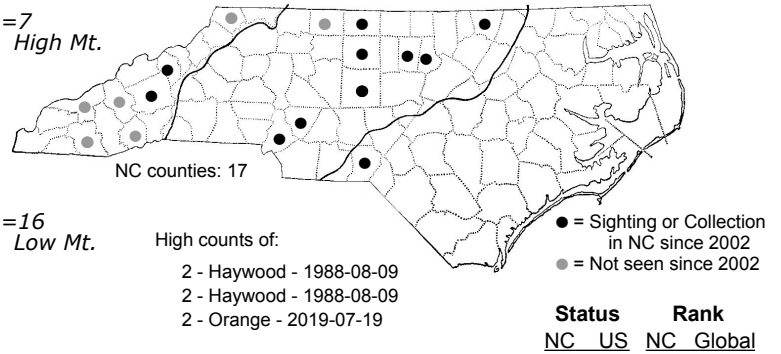 =7
High Mt.
NC counties: 17
=16
Low Mt.
High counts of:
2 - Haywood - 1988-08-09
2 - Haywood - 1988-08-09
2 - Orange - 2019-07-19
= Sighting or Collection
in NC since 2002
= Not seen since 2002
Status Rank
NC US NC Global